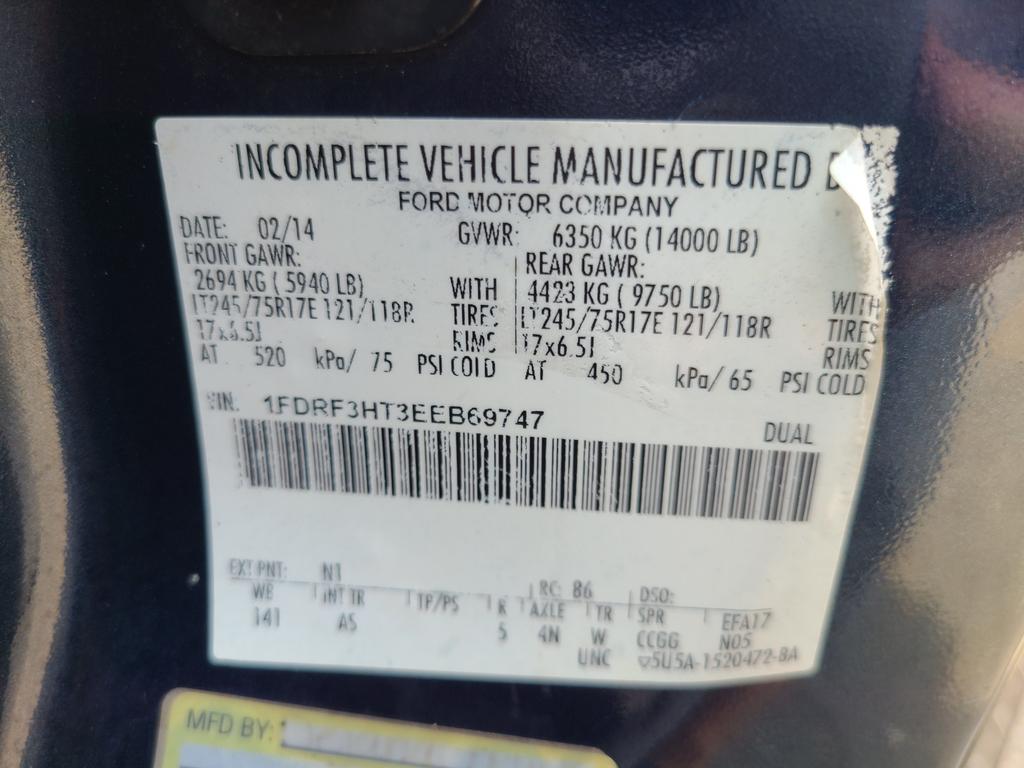 INCOMPLETE VEHICLE MANUFACTURED B
FORD MOTOR COMPANY
DATE: 02/14 GVWR: 6350 KG (14000 LB)
FRONT GAWR: REAR GAWR:
2694 KG ( 5940 LB) WITH 4423 KG ( 9750 LB) WITH
LT245/75R17E 121/118R TIRES LT245/75R17E 121/118R TIRES
17x6.5J RIMS 17x6.5J RIMS
AT 520 kPa/ 75 PSI COLD AT 450 kPa/ 65 PSI COLD
VIN: 1FDRF3HT3EEB69747
DUAL
EXT PNT: N1 RC: 86 DSO:
WB INT TR TP/PS R AXLE TR SPR EFA17
141 A5 5 4N W CCGG N05
UNC ▽5U5A-1520472-BA
MFD BY: